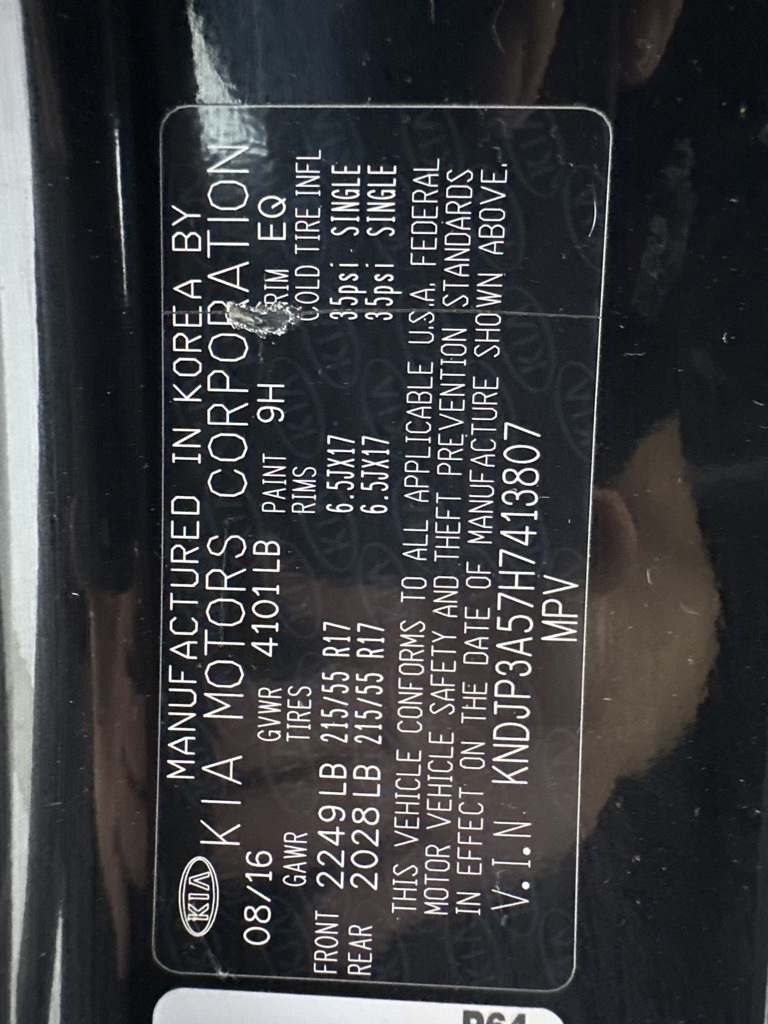 KIA
MANUFACTURED IN KOREA BY
KIA MOTORS CORPORATION
08/16 GVWR 4101LB PAINT 9H TRIM EQ
GAWR TIRES RIMS COLD TIRE INFL
FRONT 2249LB 215/55 R17 6.5JX17 35psi SINGLE
REAR 2028LB 215/55 R17 6.5JX17 35psi SINGLE
THIS VEHICLE CONFORMS TO ALL APPLICABLE U.S.A. FEDERAL
MOTOR VEHICLE SAFETY AND THEFT PREVENTION STANDARDS
IN EFFECT ON THE DATE OF MANUFACTURE SHOWN ABOVE.
V.I.N KNDJP3A57H7413807
MPV